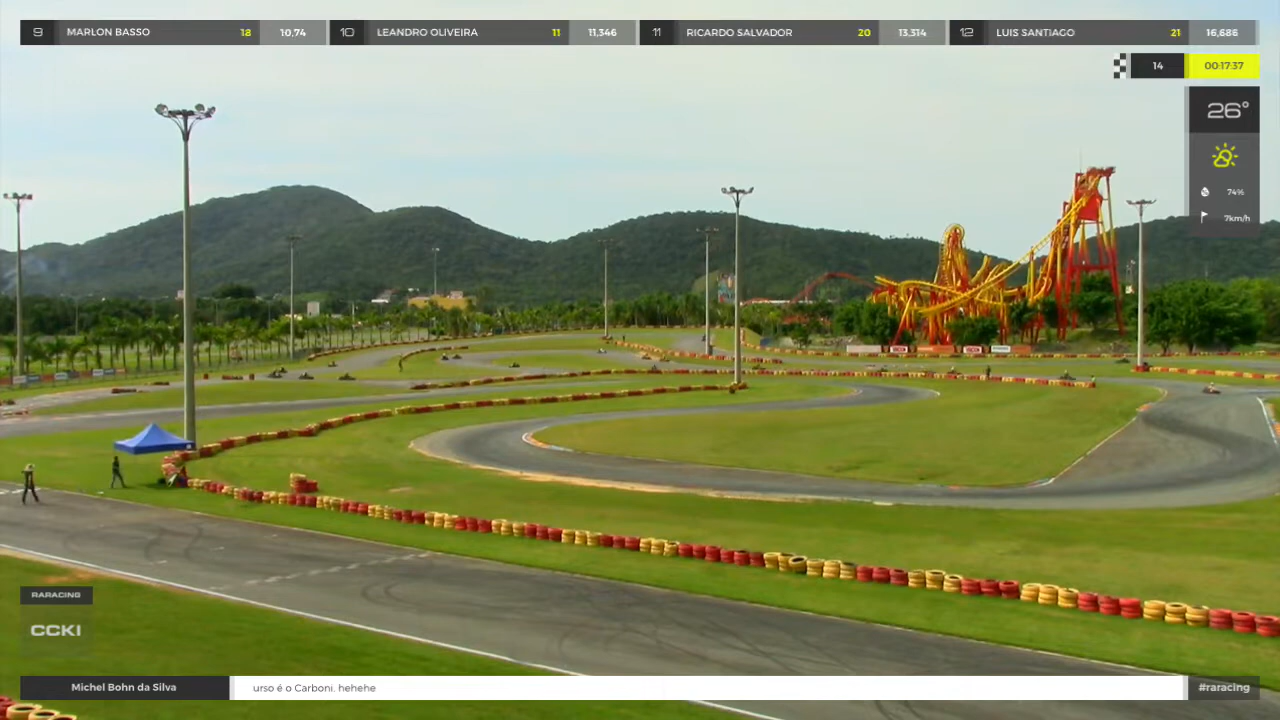 9 MARLON BASSO 18 10,74 10 LEANDRO OLIVEIRA 11 11,346 11 RICARDO SALVADOR 20 13,314 12 LUIS SANTIAGO 21 16,686
14 00:17:37
26°
74%
7km/h
RARACING
CCKI
Michel Bohn da Silva urso é o Carboni. hehehe #raracing